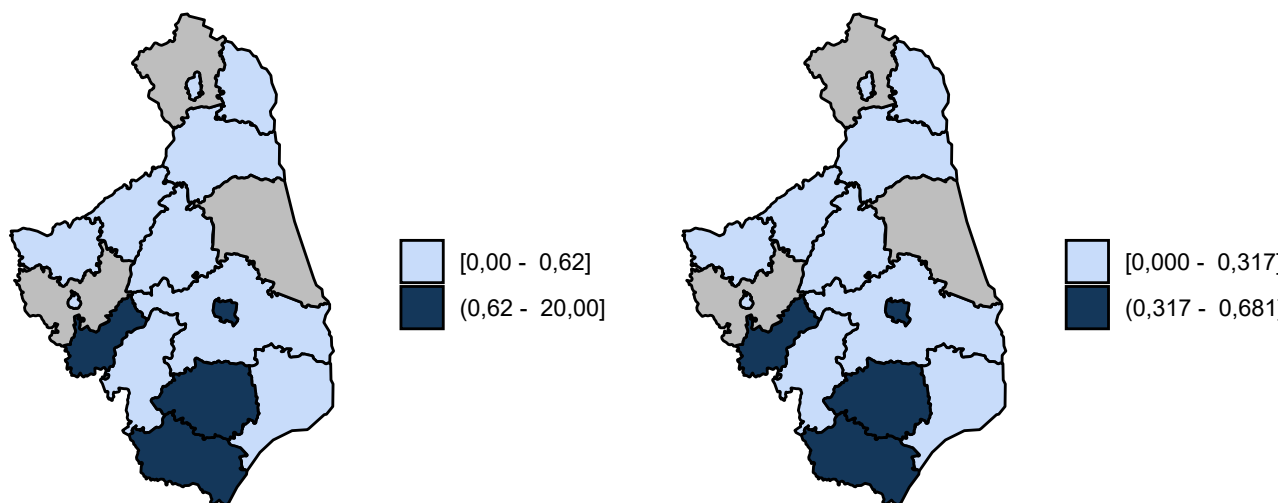 [0,00 - 0,62]
(0,62 - 20,00]
[0,000 - 0,317]
(0,317 - 0,681]